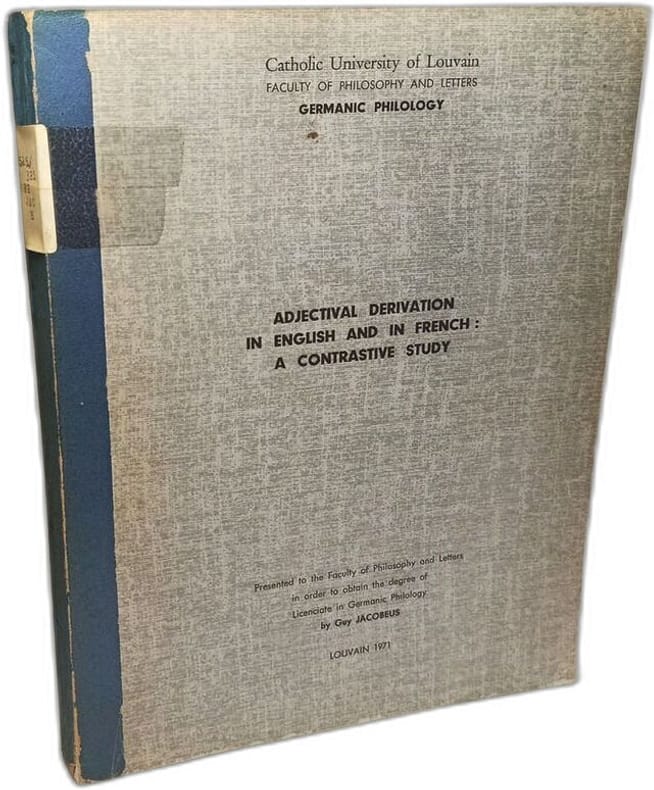 Catholic University of Louvain
FACULTY OF PHILOSOPHY AND LETTERS
GERMANIC PHILOLOGY
ADJECTIVAL DERIVATION
IN ENGLISH AND IN FRENCH :
A CONTRASTIVE STUDY
Presented to the Faculty of Philosophy and Letters
in order to obtain the degree of
Licenciate in Germanic Philology
by Guy JACOBEUS
LOUVAIN 1971